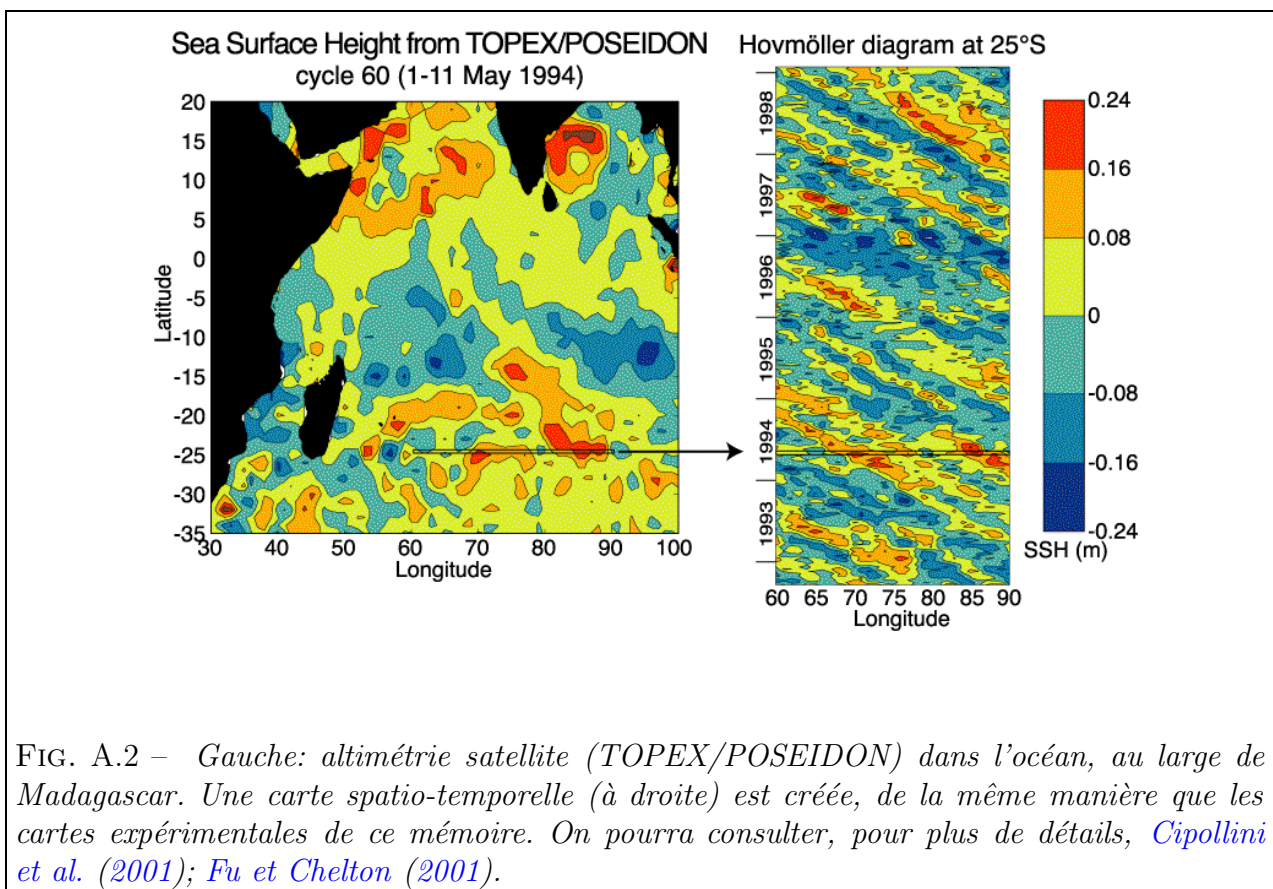 Sea Surface Height from TOPEX/POSEIDON
cycle 60 (1-11 May 1994)
20
15
10
5
0
-5
-10
-15
-20
-25
-30
-35
Latitude
30 40 50 60 70 80 90 100
Longitude
Hovmöller diagram at 25°S
1998
1997
1996
1995
1994
1993
60 65 70 75 80 85 90
Longitude
0.24
0.16
0.08
0
-0.08
-0.16
-0.24
SSH (m)
FIG. A.2 – Gauche: altimétrie satellite (TOPEX/POSEIDON) dans l'océan, au large de
Madagascar. Une carte spatio-temporelle (à droite) est créée, de la même manière que les
cartes expérimentales de ce mémoire. On pourra consulter, pour plus de détails, Cipollini
et al. (2001); Fu et Chelton (2001).